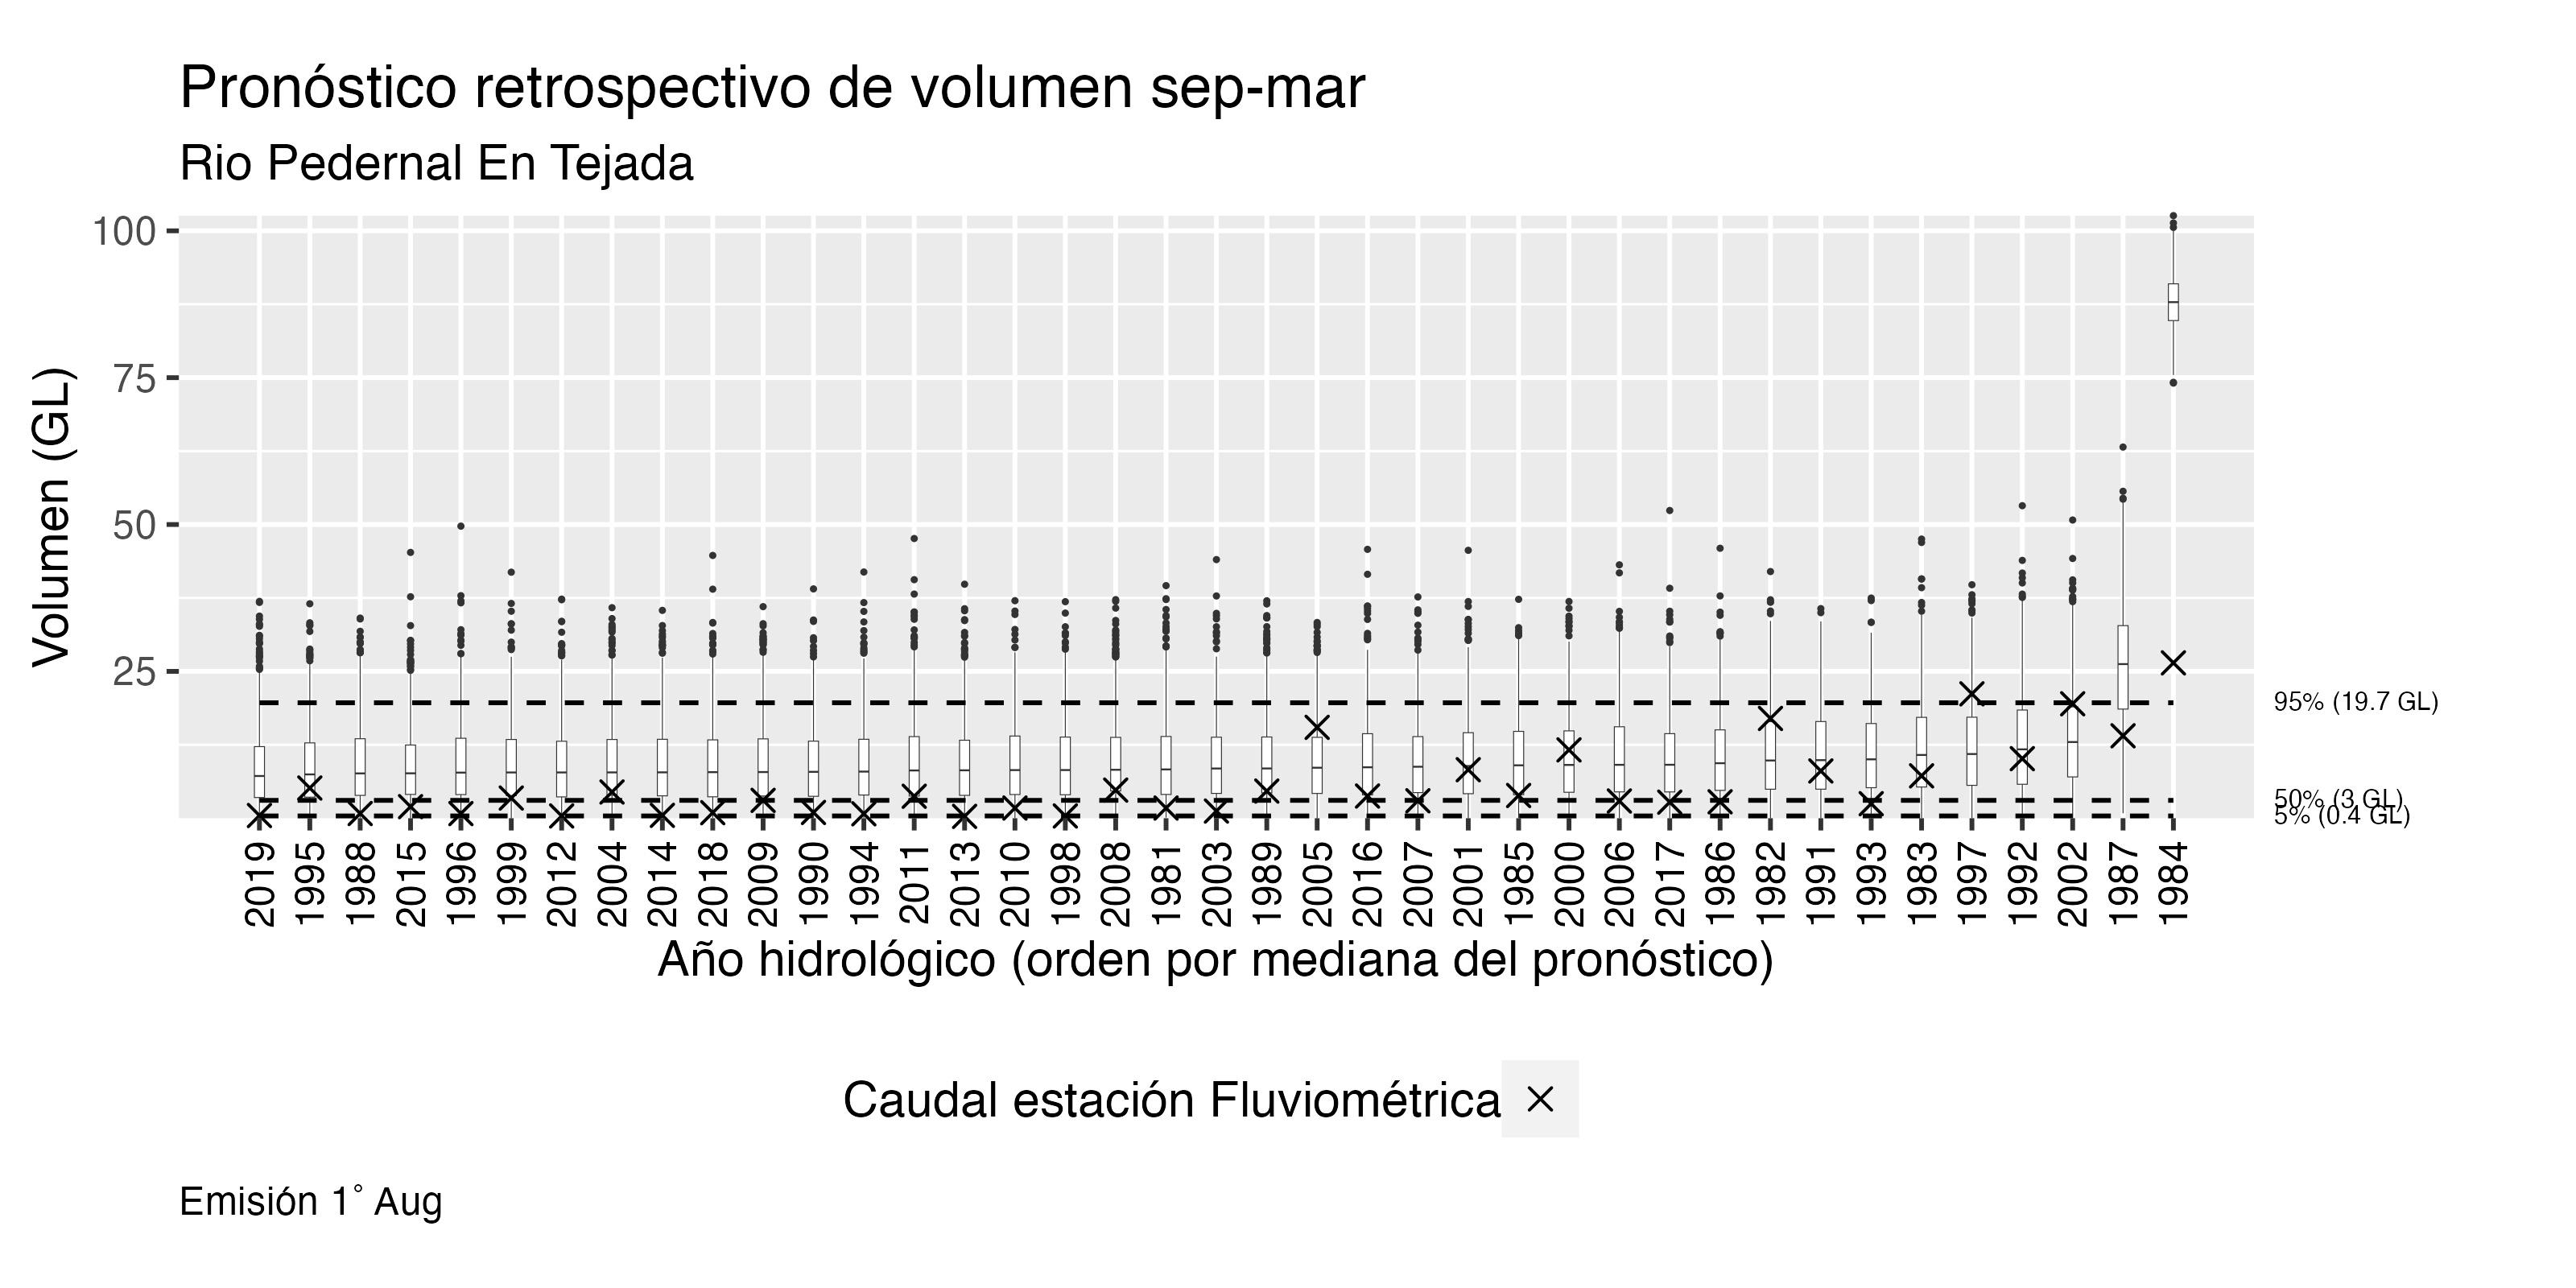 Pronóstico retrospectivo de volumen sep-mar
Rio Pedernal En Tejada
Volumen (GL)
100
75
50
25
95% (19.7 GL)
50% (3 GL)
5% (0.4 GL)
2019 1995 1988 2015 1996 1999 2012 2004 2014 2018 2009 1990 1994 2011 2013 2010 1998 2008 1981 2003 1989 2005 2016 2007 2001 1985 2000 2006 2017 1986 1982 1991 1993 1983 1997 1992 2002 1987 1984
Año hidrológico (orden por mediana del pronóstico)
Caudal estación Fluviométrica
Emisión 1° Aug